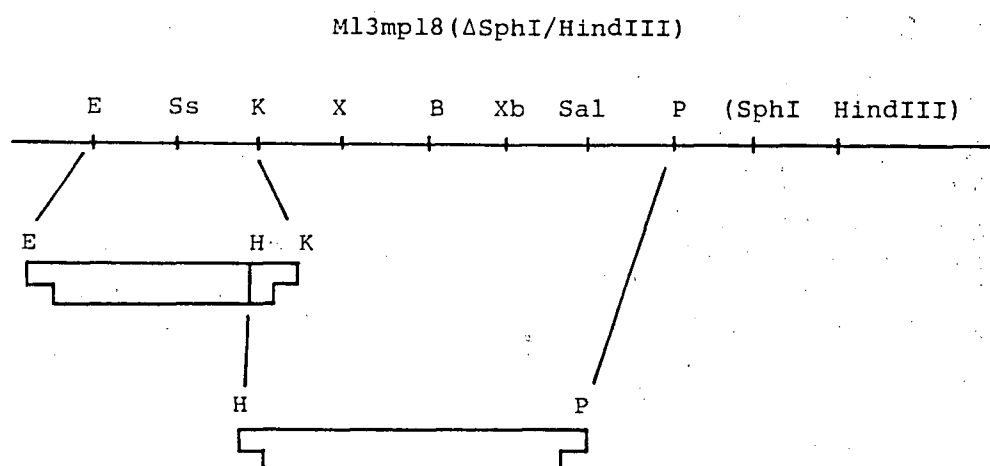 M13mp18(ΔSphI/HindIII)
E Ss K X B Xb Sal P (SphI HindIII)
E H K
H P